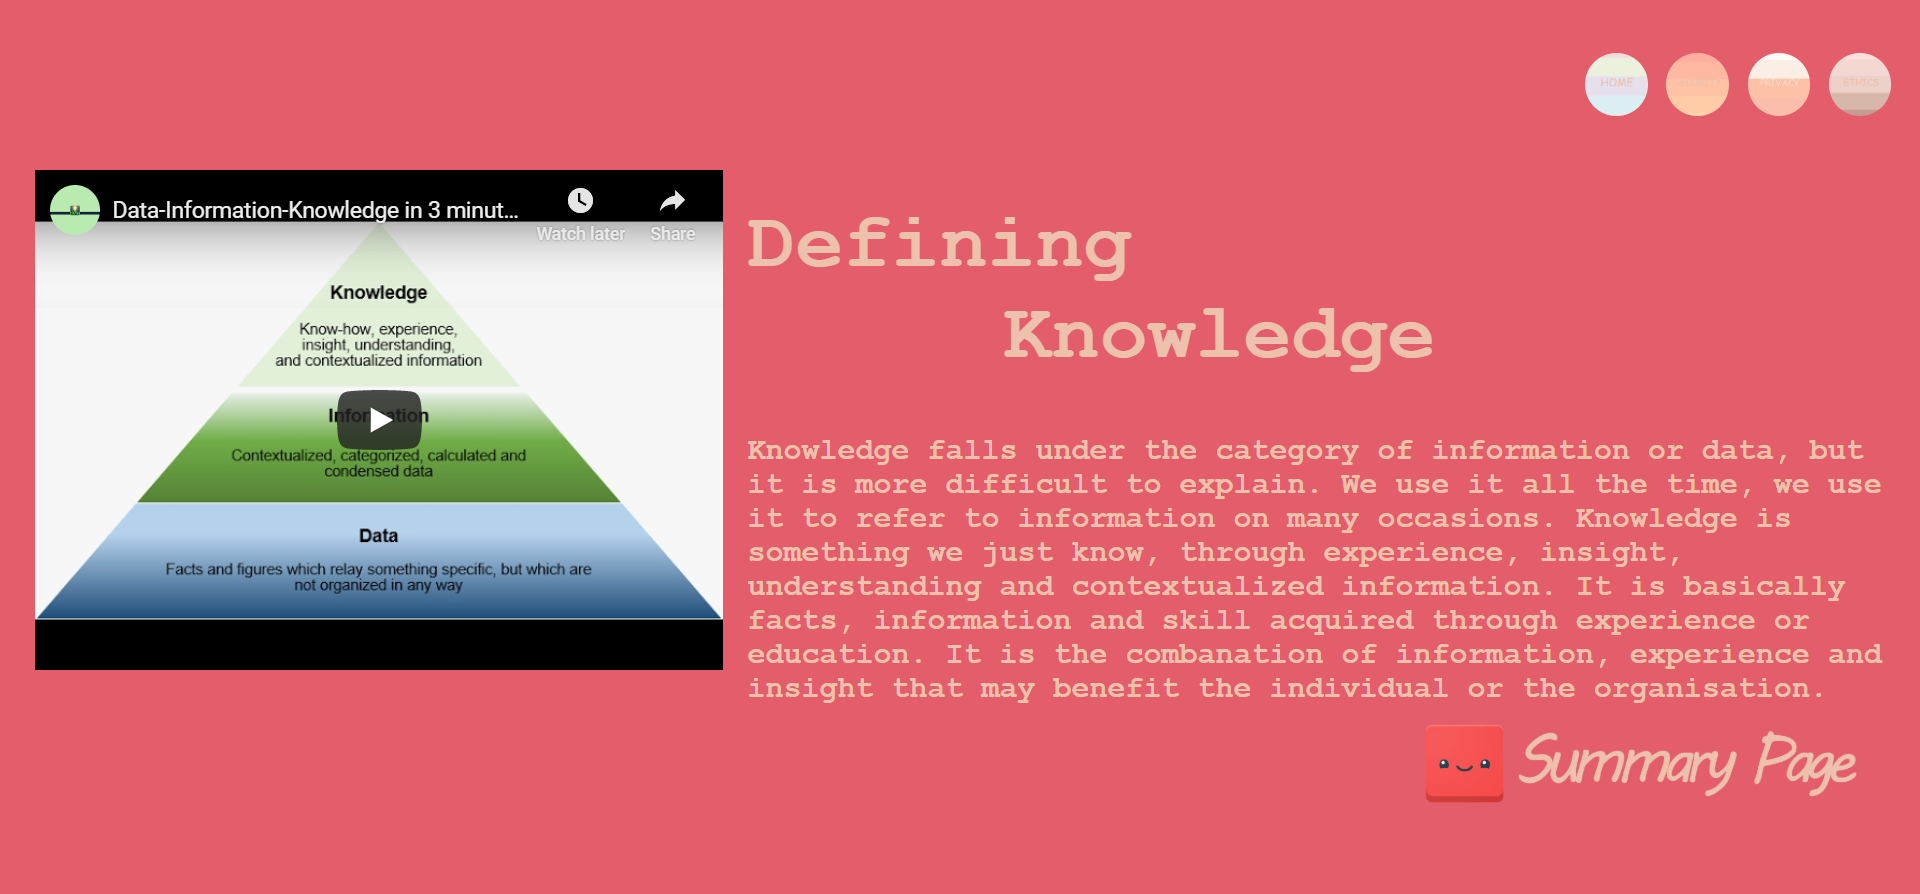 HOME
PRIVACY
ETHICS
Data-Information-Knowledge in 3 minut...
Watch later
Share
Knowledge
Know-how, experience,
insight, understanding,
and contextualized information
Information
Contextualized, categorized, calculated and
condensed data
Data
Facts and figures which relay something specific, but which are
not organized in any way
Defining
Knowledge
Knowledge falls under the category of information or data, but
it is more difficult to explain. We use it all the time, we use
it to refer to information on many occasions. Knowledge is
something we just know, through experience, insight,
understanding and contextualized information. It is basically
facts, information and skill acquired through experience or
education. It is the combanation of information, experience and
insight that may benefit the individual or the organisation.
Summary Page